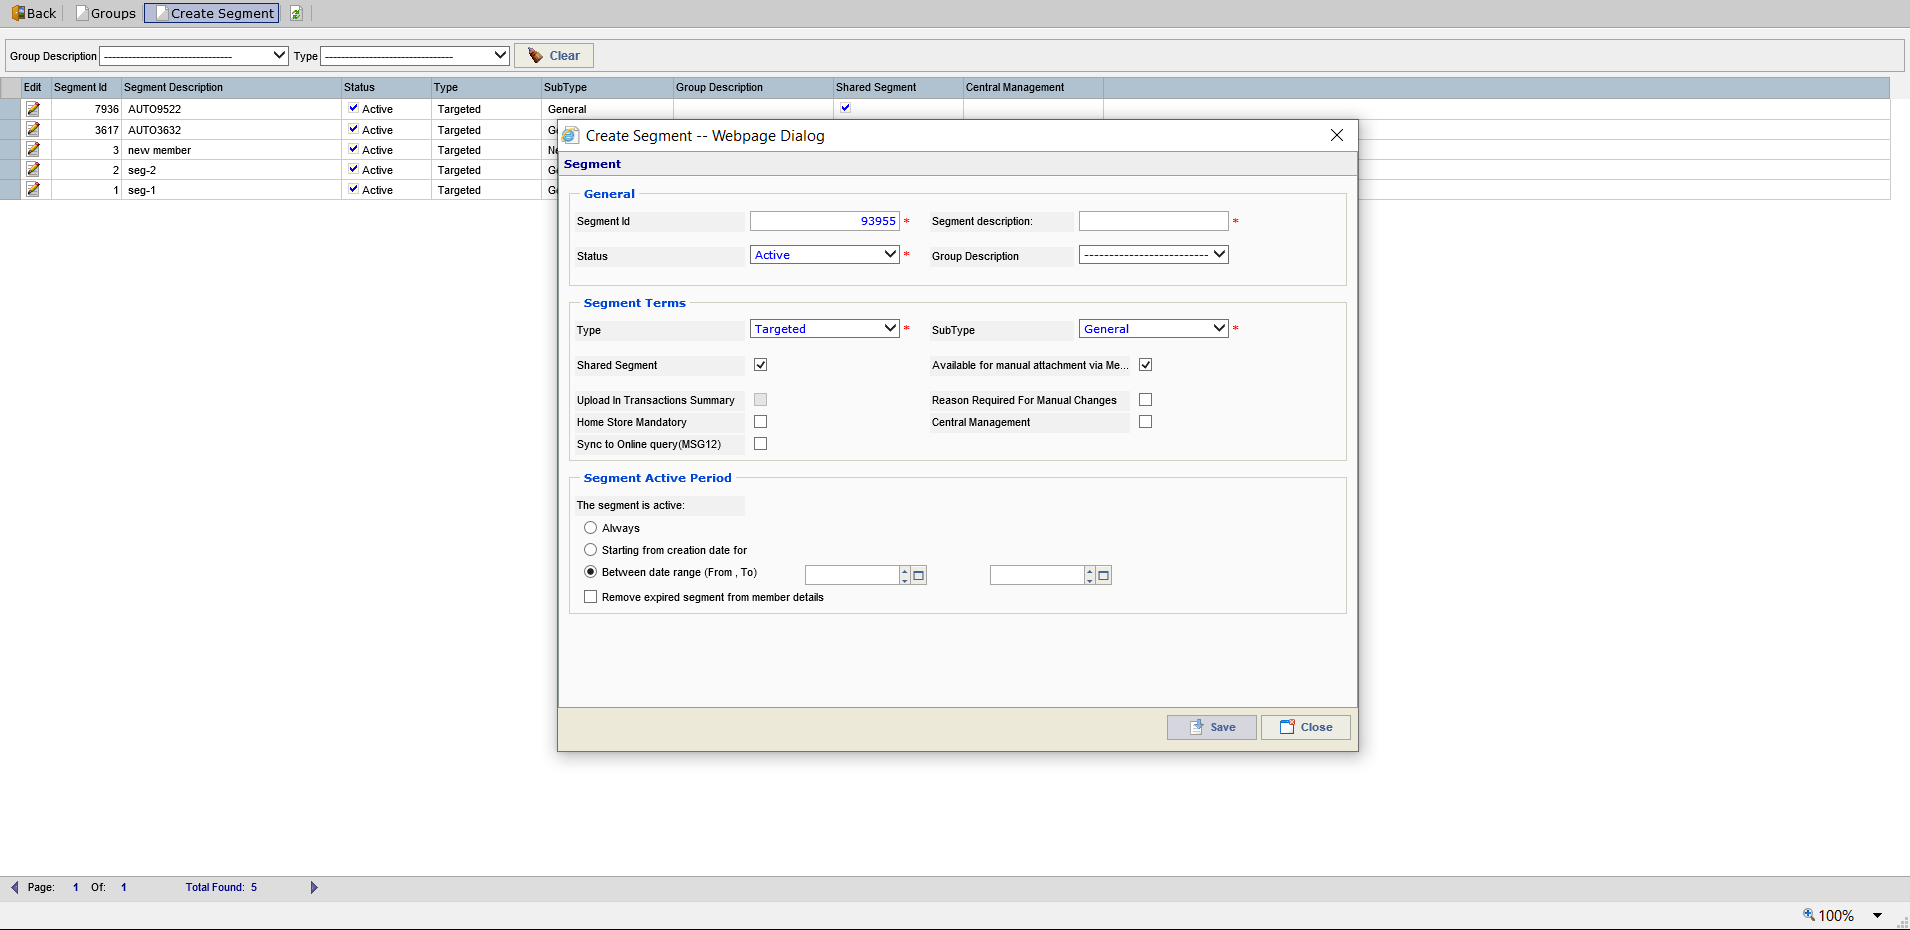 Back Groups Create Segment
Group Description -------------------------------- Type -------------------------------- Clear
Edit Segment Id Segment Description Status Type SubType Group Description Shared Segment Central Management
7936 AUTO9522 Active Targeted General
3617 AUTO3632 Active Targeted
3 new member Active Targeted
2 seg-2 Active Targeted
1 seg-1 Active Targeted
Create Segment -- Webpage Dialog
Segment
General
Segment Id 93955 * Segment description: *
Status Active * Group Description -------------------------
Segment Terms
Type Targeted * SubType General *
Shared Segment Available for manual attachment via Me...
Upload In Transactions Summary Reason Required For Manual Changes
Home Store Mandatory Central Management
Sync to Online query(MSG12)
Segment Active Period
The segment is active:
Always
Starting from creation date for
Between date range (From , To)
Remove expired segment from member details
Save Close
Page: 1 Of: 1 Total Found: 5
100%